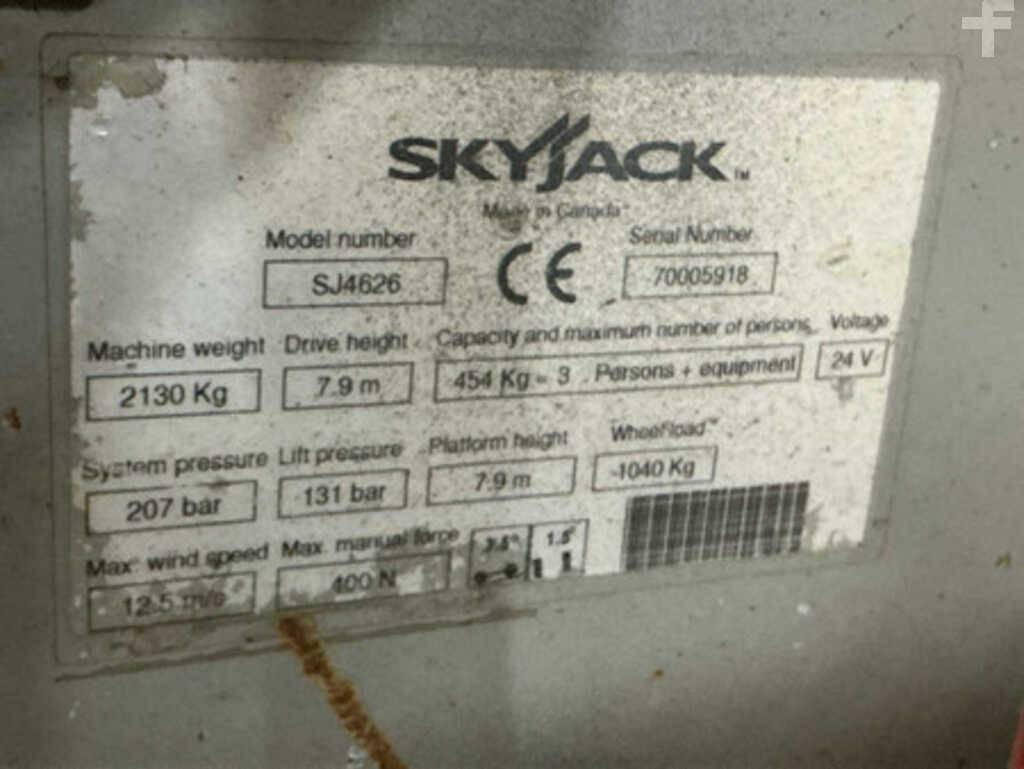 SKYJACK™
Made in Canada
Model number Serial Number
SJ4626 CE 70005918
Machine weight Drive height Capacity and maximum number of persons Voltage
2130 Kg 7.9 m 454 Kg - 3 Persons + equipment 24 V
System pressure Lift pressure Platform height Wheel load
207 bar 131 bar 7.9 m 1040 Kg
Max wind speed Max. manual force
12.5 m/s 400 N 1.5°